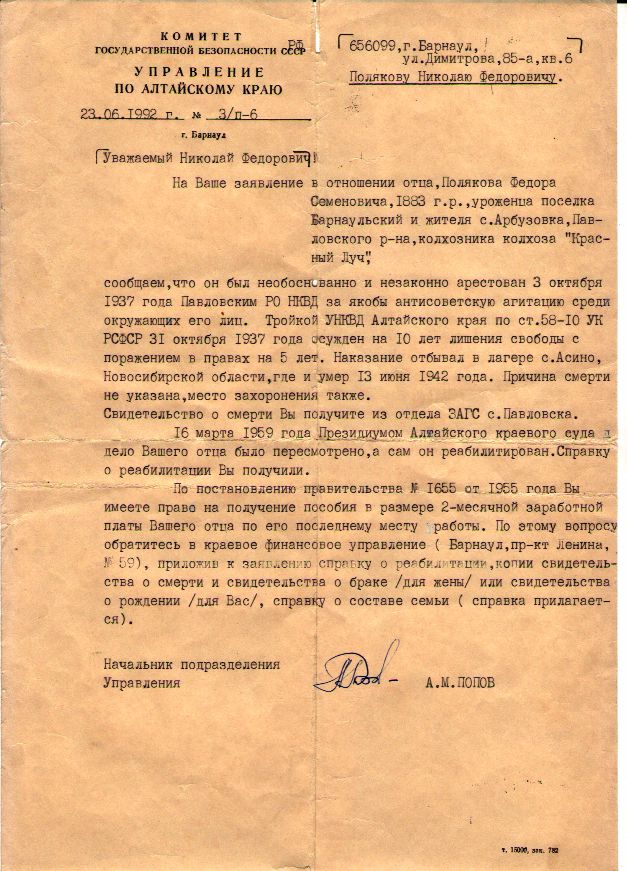 КОМИТЕТ
ГОСУДАРСТВЕННОЙ БЕЗОПАСНОСТИ СССР РФ
УПРАВЛЕНИЕ
ПО АЛТАЙСКОМУ КРАЮ
23.06.1992 г. № 3/п-6
г. Барнаул
656099,г.Барнаул,
ул.Димитрова,85-а,кв.6
Полякову Николаю Федоровичу.
Уважаемый Николай Федорович!
На Ваше заявление в отношении отца,Полякова Федора
Семеновича,1883 г.р.,уроженца поселка
Барнаульский и жителя с.Арбузовка,Пав-
ловского р-на,колхозника колхоза "Крас-
ный Луч",
сообщаем,что он был необоснованно и незаконно арестован 3 октября
1937 года Павловским РО НКВД за якобы антисоветскую агитацию среди
окружающих его лиц. Тройкой УНКВД Алтайского края по ст.58-10 УК
РСФСР 31 октября 1937 года осужден на 10 лет лишения свободы с
поражением в правах на 5 лет. Наказание отбывал в лагере с.Асино,
Новосибирской области,где и умер 13 июня 1942 года. Причина смерти
не указана,место захоронения также.
Свидетельство о смерти Вы получите из отдела ЗАГС с.Павловска.
16 марта 1959 года Президиумом Алтайского краевого суда
дело Вашего отца было пересмотрено,а сам он реабилитирован.Справку
о реабилитации Вы получили.
По постановлению правительства № 1655 от 1955 года Вы
имеете право на получение пособия в размере 2-месячной заработной
платы Вашего отца по его последнему месту работы. По этому вопросу
обратитесь в краевое финансовое управление ( Барнаул,пр-кт Ленина,
№ 59), приложив к заявлению справку о реабилитации,копии свидетель-
ства о смерти и свидетельства о браке /для жены/ или свидетельства
о рождении /для Вас/, справку о составе семьи ( справка прилагает-
ся).
Начальник подразделения
Управления
А.М.ПОПОВ
т. 15000, зак. 782